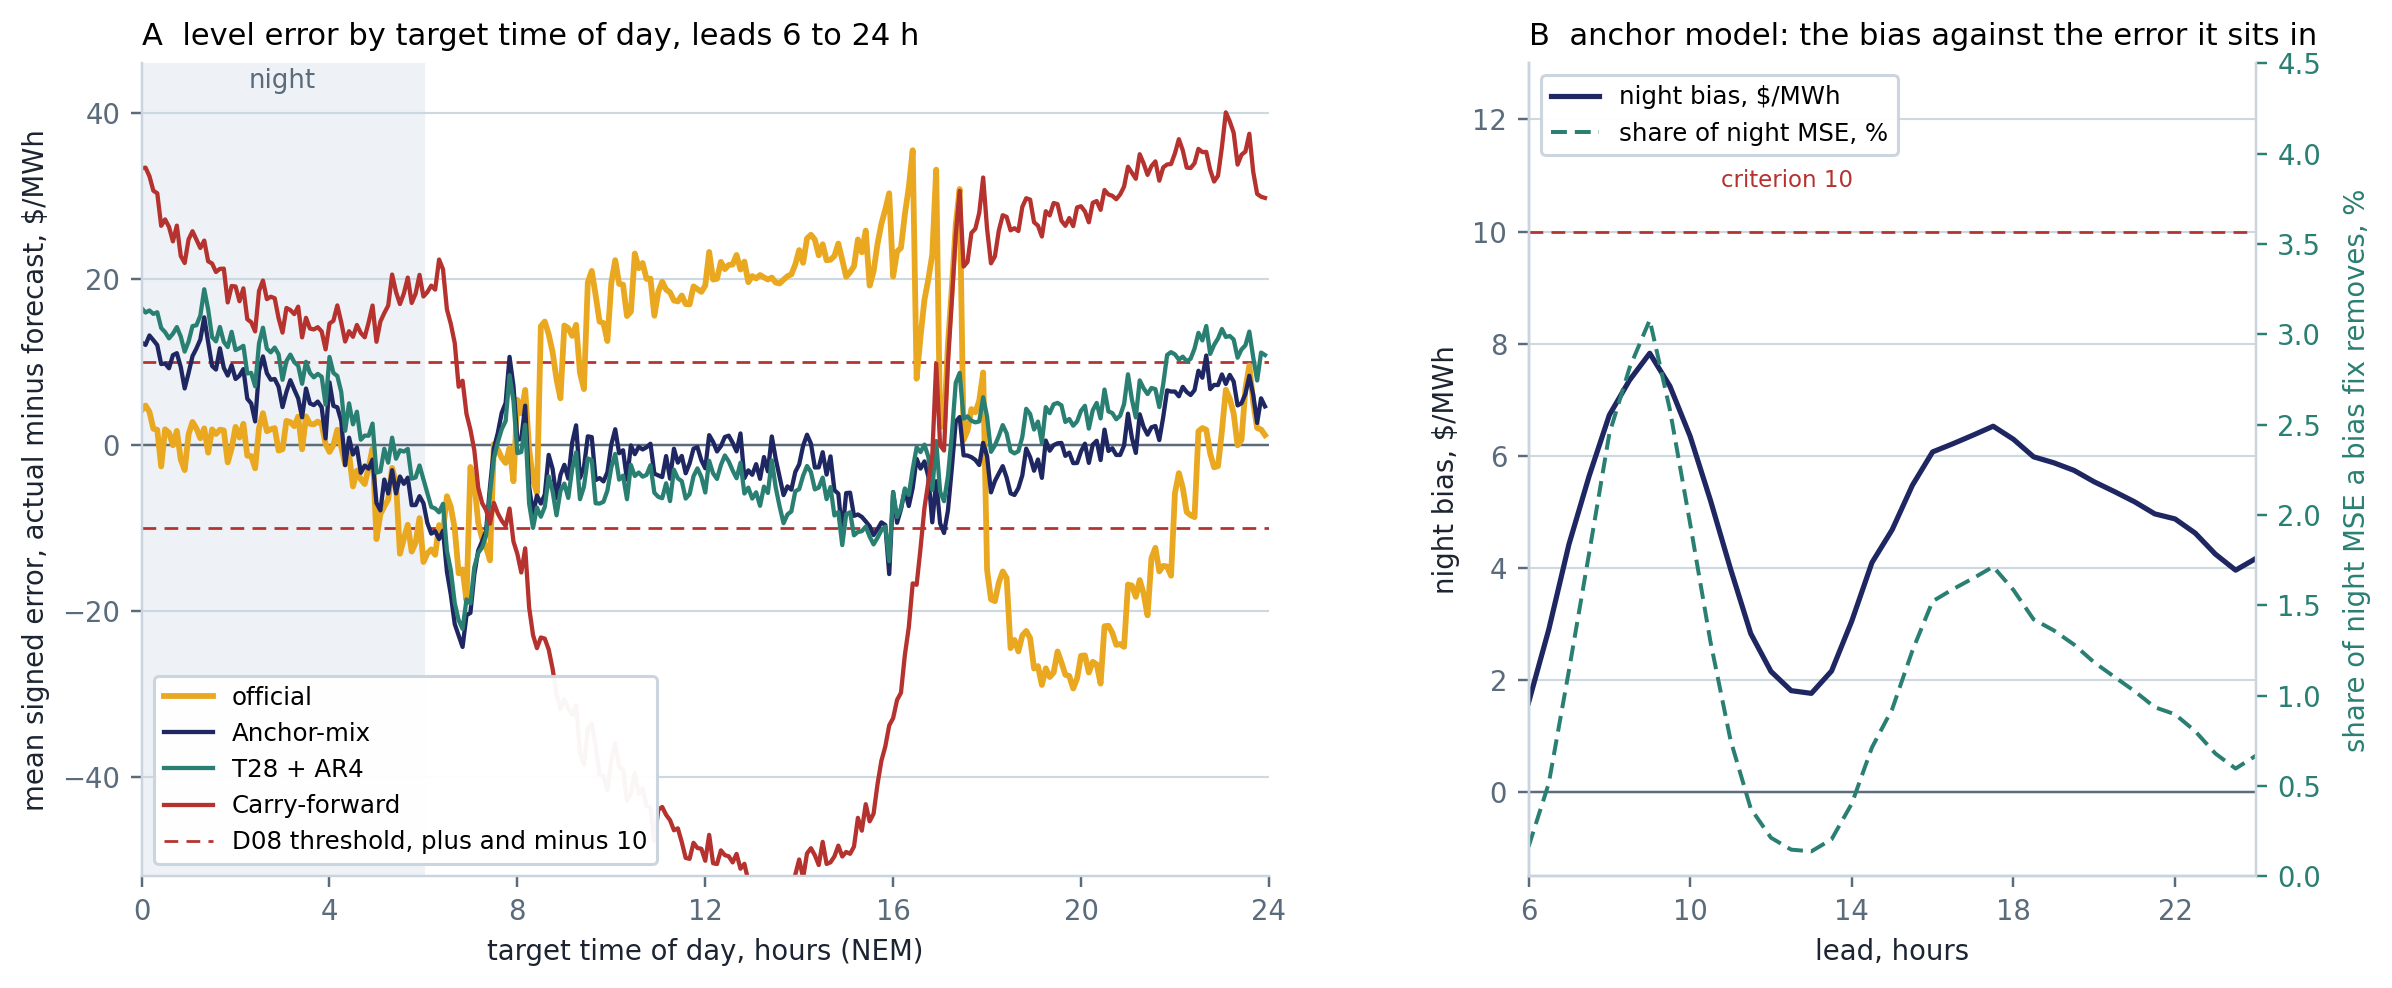 A  level error by target time of day, leads 6 to 24 h
night
mean signed error, actual minus forecast, $/MWh
40
20
0
−20
−40
official
Anchor-mix
T28 + AR4
Carry-forward
D08 threshold, plus and minus 10
0
4
8
12
16
20
24
target time of day, hours (NEM)
B  anchor model: the bias against the error it sits in
night bias, $/MWh
share of night MSE, %
criterion 10
night bias, $/MWh
12
10
8
6
4
2
0
4.5
4.0
3.5
3.0
2.5
2.0
1.5
1.0
0.5
0.0
share of night MSE a bias fix removes, %
6
10
14
18
22
lead, hours